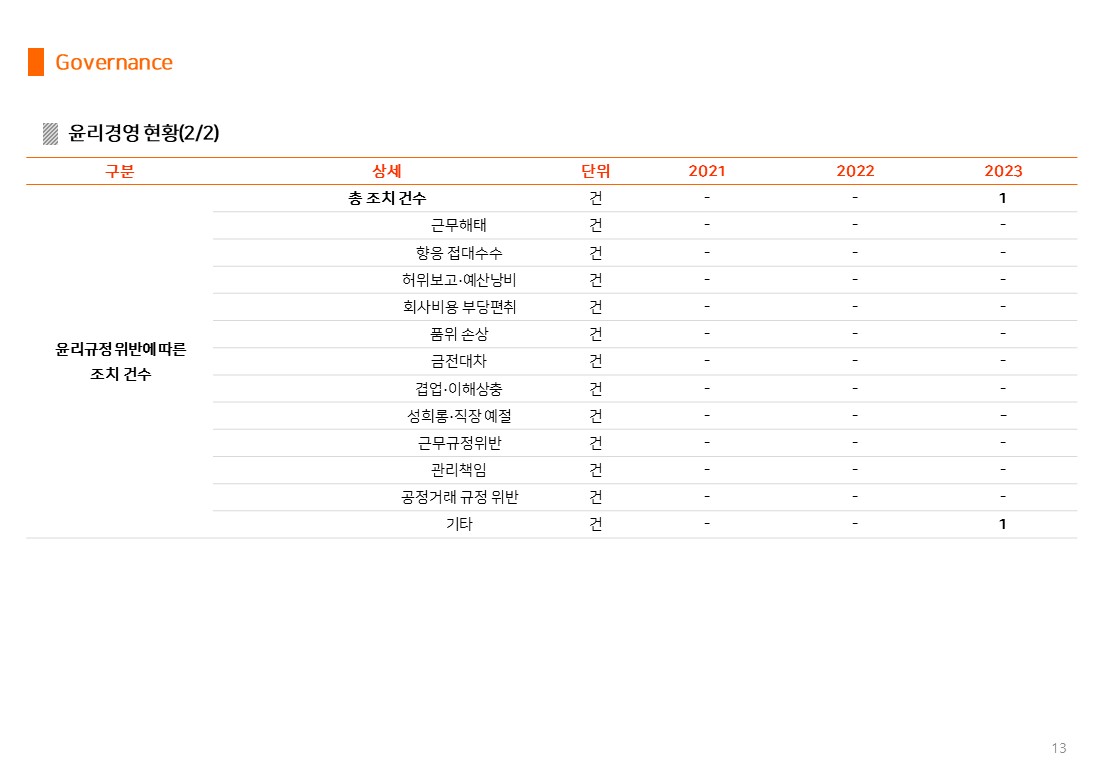 Governance
윤리경영 현황(2/2)
구분 상세 단위 2021 2022 2023
총 조치 건수 건 - - 1
근무해태 건 - - -
향응 접대수수 건 - - -
허위보고·예산낭비 건 - - -
회사비용 부당편취 건 - - -
품위 손상 건 - - -
윤리규정 위반에 따른
조치 건수
금전대차 건 - - -
겸업·이해상충 건 - - -
성희롱·직장 예절 건 - - -
근무규정위반 건 - - -
관리책임 건 - - -
공정거래 규정 위반 건 - - -
기타 건 - - 1
13